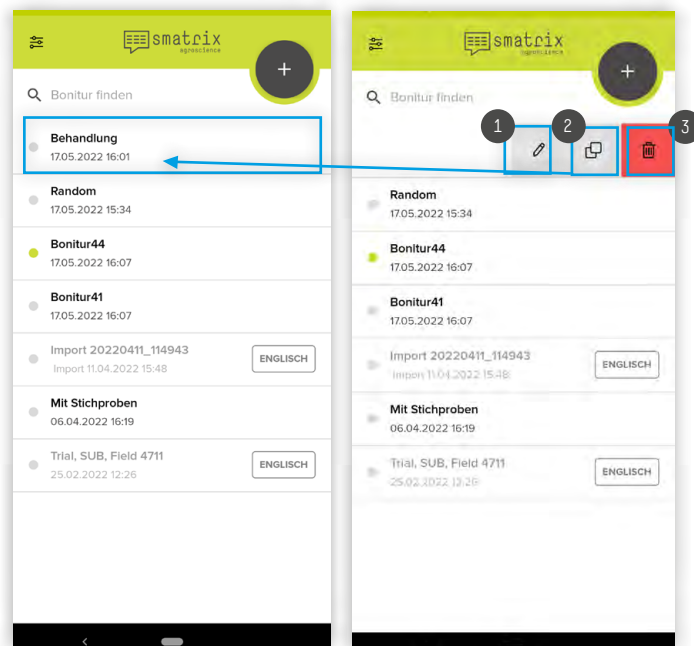 smatrix
agroscience
+
Bonitur finden
Behandlung
17.05.2022 16:01
Random
17.05.2022 15:34
Bonitur44
17.05.2022 16:07
Bonitur41
17.05.2022 16:07
Import 20220411_114943
Import 11.04.2022 15:48
ENGLISCH
Mit Stichproben
06.04.2022 16:19
Trial, SUB, Field 4711
25.02.2022 12:26
ENGLISCH
smatrix
agroscience
+
Bonitur finden
1
2
3
Random
17.05.2022 15:34
Bonitur44
17.05.2022 16:07
Bonitur41
17.05.2022 16:07
Import 20220411_114943
Import 11.04.2022 15:48
ENGLISCH
Mit Stichproben
06.04.2022 16:19
Trial, SUB, Field 4711
25.02.2022 12:26
ENGLISCH